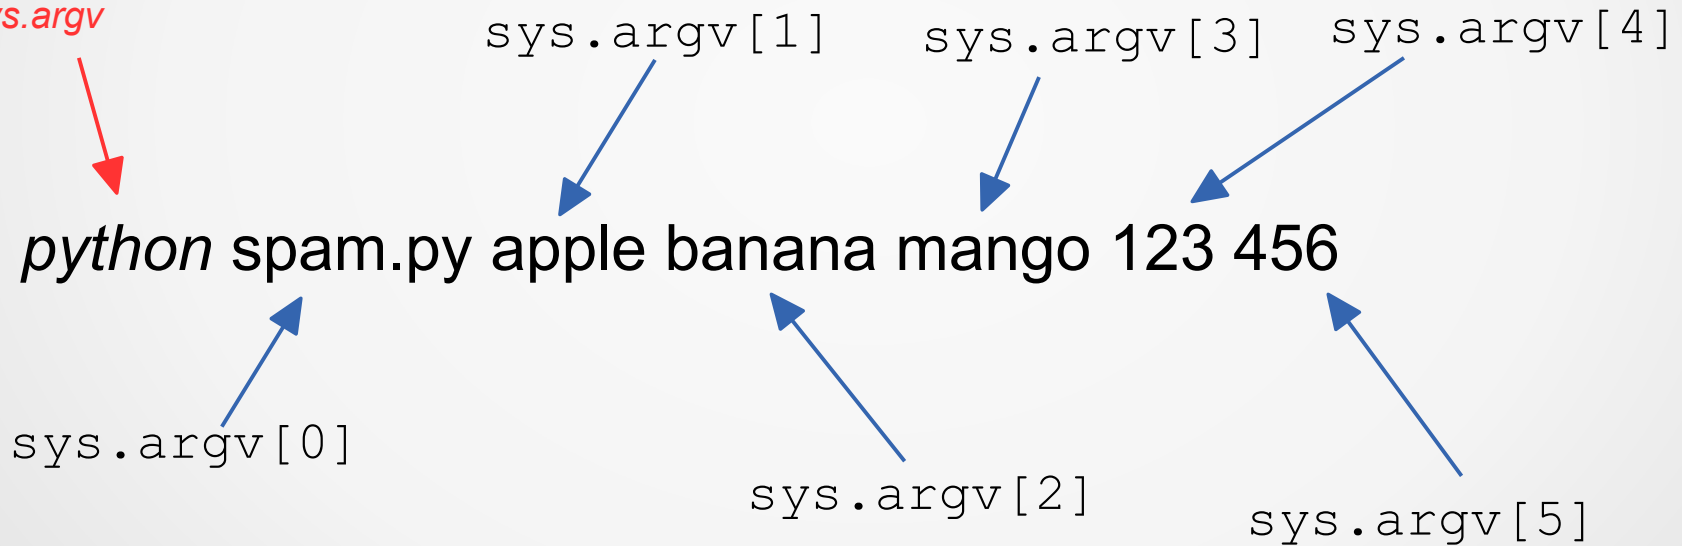 sys.argv[1] sys.argv[3] sys.argv[4]
python spam.py apple banana mango 123 456
sys.argv[0]
sys.argv[2]
sys.argv[5]